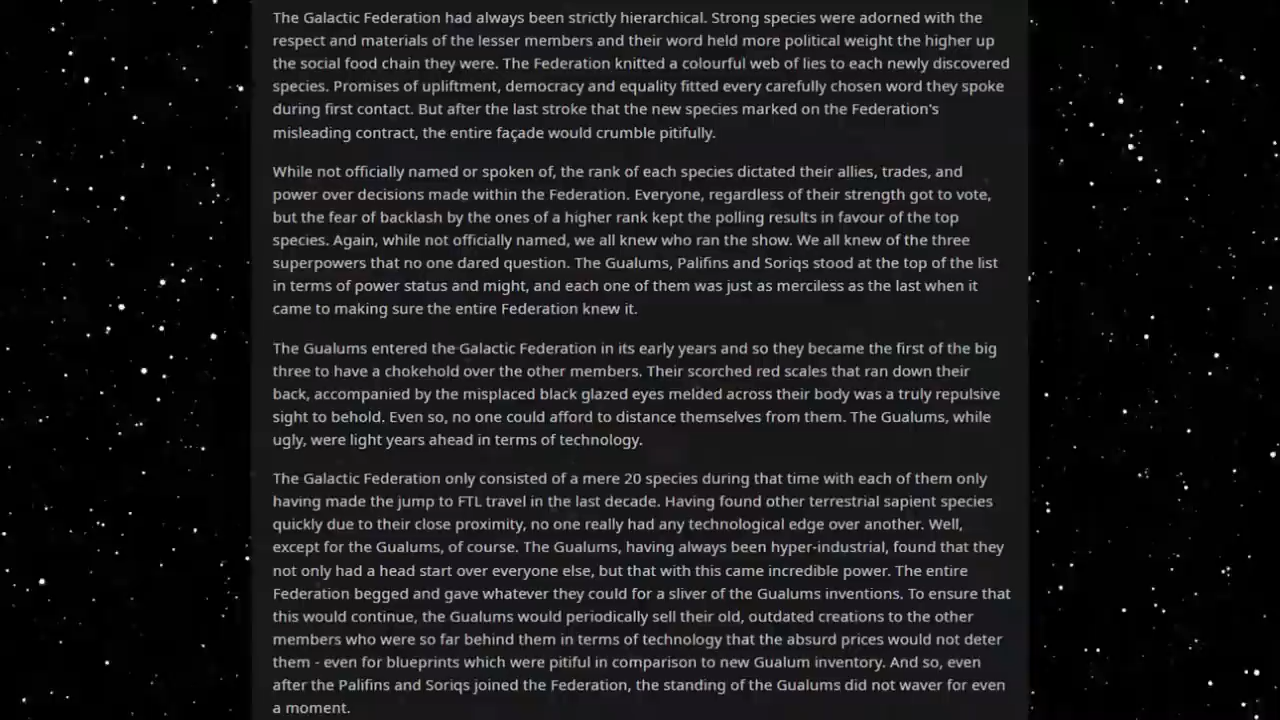 The Galactic Federation had always been strictly hierarchical. Strong species were adorned with the
respect and materials of the lesser members and their word held more political weight the higher up
the social food chain they were. The Federation knitted a colourful web of lies to each newly discovered
species. Promises of upliftment, democracy and equality fitted every carefully chosen word they spoke
during first contact. But after the last stroke that the new species marked on the Federation's
misleading contract, the entire façade would crumble pitifully.
While not officially named or spoken of, the rank of each species dictated their allies, trades, and
power over decisions made within the Federation. Everyone, regardless of their strength got to vote,
but the fear of backlash by the ones of a higher rank kept the polling results in favour of the top
species. Again, while not officially named, we all knew who ran the show. We all knew of the three
superpowers that no one dared question. The Gualums, Palifins and Soriqs stood at the top of the list
in terms of power status and might, and each one of them was just as merciless as the last when it
came to making sure the entire Federation knew it.
The Gualums entered the Galactic Federation in its early years and so they became the first of the big
three to have a chokehold over the other members. Their scorched red scales that ran down their
back, accompanied by the misplaced black glazed eyes melded across their body was a truly repulsive
sight to behold. Even so, no one could afford to distance themselves from them. The Gualums, while
ugly, were light years ahead in terms of technology.
The Galactic Federation only consisted of a mere 20 species during that time with each of them only
having made the jump to FTL travel in the last decade. Having found other terrestrial sapient species
quickly due to their close proximity, no one really had any technological edge over another. Well,
except for the Gualums, of course. The Gualums, having always been hyper-industrial, found that they
not only had a head start over everyone else, but that with this came incredible power. The entire
Federation begged and gave whatever they could for a sliver of the Gualums inventions. To ensure that
this would continue, the Gualums would periodically sell their old, outdated creations to the other
members who were so far behind them in terms of technology that the absurd prices would not deter
them - even for blueprints which were pitiful in comparison to new Gualum inventory. And so, even
after the Palifins and Soriqs joined the Federation, the standing of the Gualums did not waver for even
a moment.